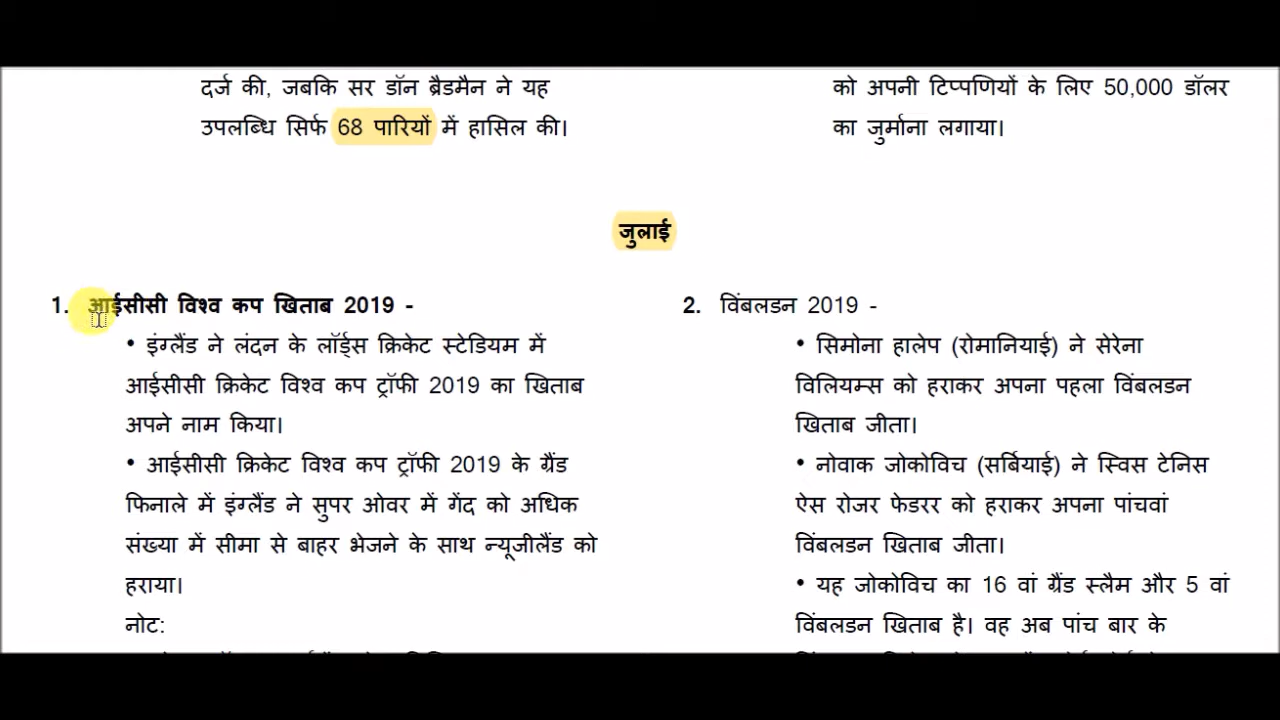 दर्ज की, जबकि सर डॉन ब्रैडमैन ने यह
उपलब्धि सिर्फ 68 पारियों में हासिल की।
को अपनी टिप्पणियों के लिए 50,000 डॉलर
का जुर्माना लगाया।
जुलाई
1. आईसीसी विश्व कप खिताब 2019 -
• इंग्लैंड ने लंदन के लॉर्ड्स क्रिकेट स्टेडियम में
आईसीसी क्रिकेट विश्व कप ट्रॉफी 2019 का खिताब
अपने नाम किया।
• आईसीसी क्रिकेट विश्व कप ट्रॉफी 2019 के ग्रैंड
फिनाले में इंग्लैंड ने सुपर ओवर में गेंद को अधिक
संख्या में सीमा से बाहर भेजने के साथ न्यूजीलैंड को
हराया।
नोट:
2. विंबलडन 2019 -
• सिमोना हालेप (रोमानियाई) ने सेरेना
विलियम्स को हराकर अपना पहला विंबलडन
खिताब जीता।
• नोवाक जोकोविच (सर्बियाई) ने स्विस टेनिस
ऐस रोजर फेडरर को हराकर अपना पांचवां
विंबलडन खिताब जीता।
• यह जोकोविच का 16 वां ग्रैंड स्लैम और 5 वां
विंबलडन खिताब है। वह अब पांच बार के